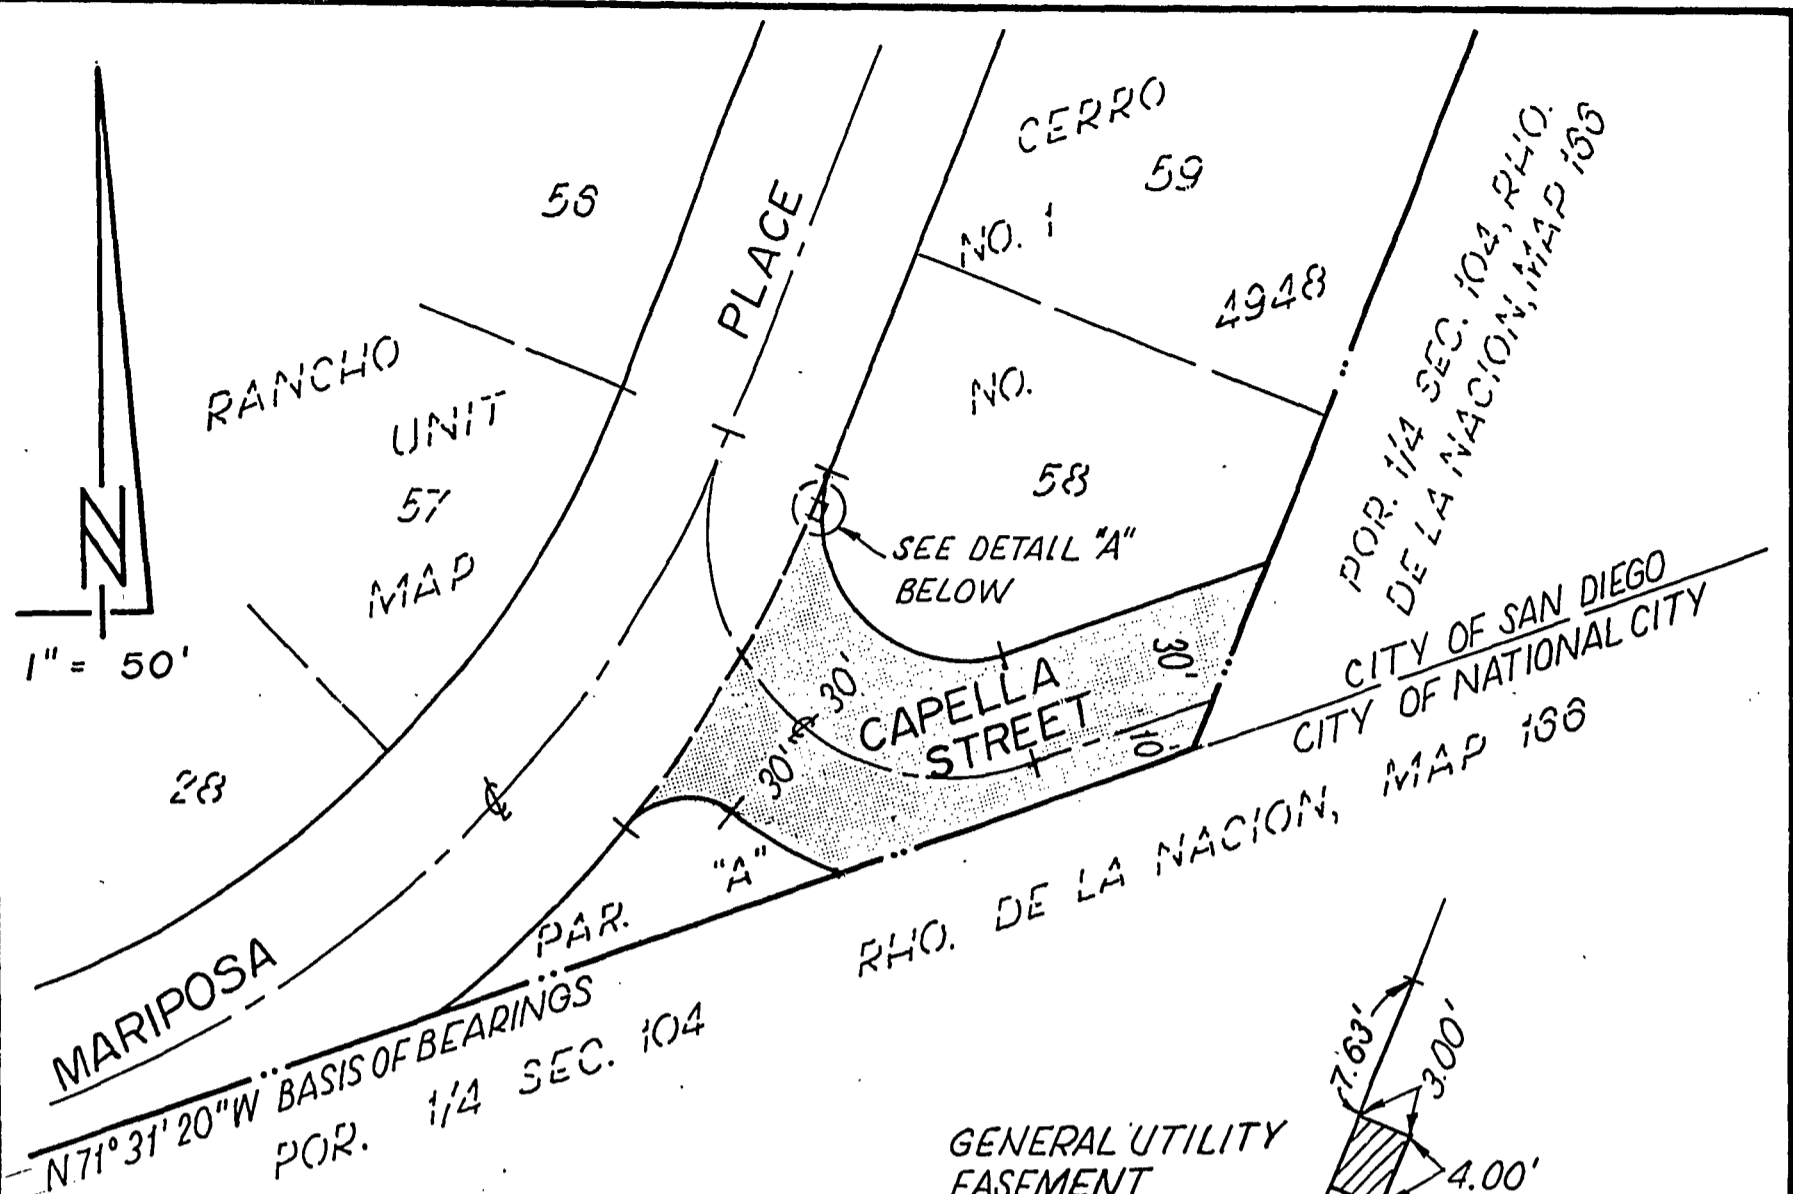 CERRO
59
NO. 1
4948
56
PLACE
RANCHO
UNIT
57
MAP
NO.
58
SEE DETAIL "A"
BELOW
POR. 1/4 SEC. 104, RHO.
DE LA NACION, MAP 166
N
1" = 50'
CITY OF SAN DIEGO
CITY OF NATIONAL CITY
30'
30'
30'
10'
CAPELLA
STREET
28
℄
℄
"A"
PAR.
RHO. DE LA NACION, MAP 166
MARIPOSA
N71°31'20"W BASIS OF BEARINGS
POR. 1/4 SEC. 104
7.63'
3.00'
4.00'
GENERAL UTILITY
EASEMENT